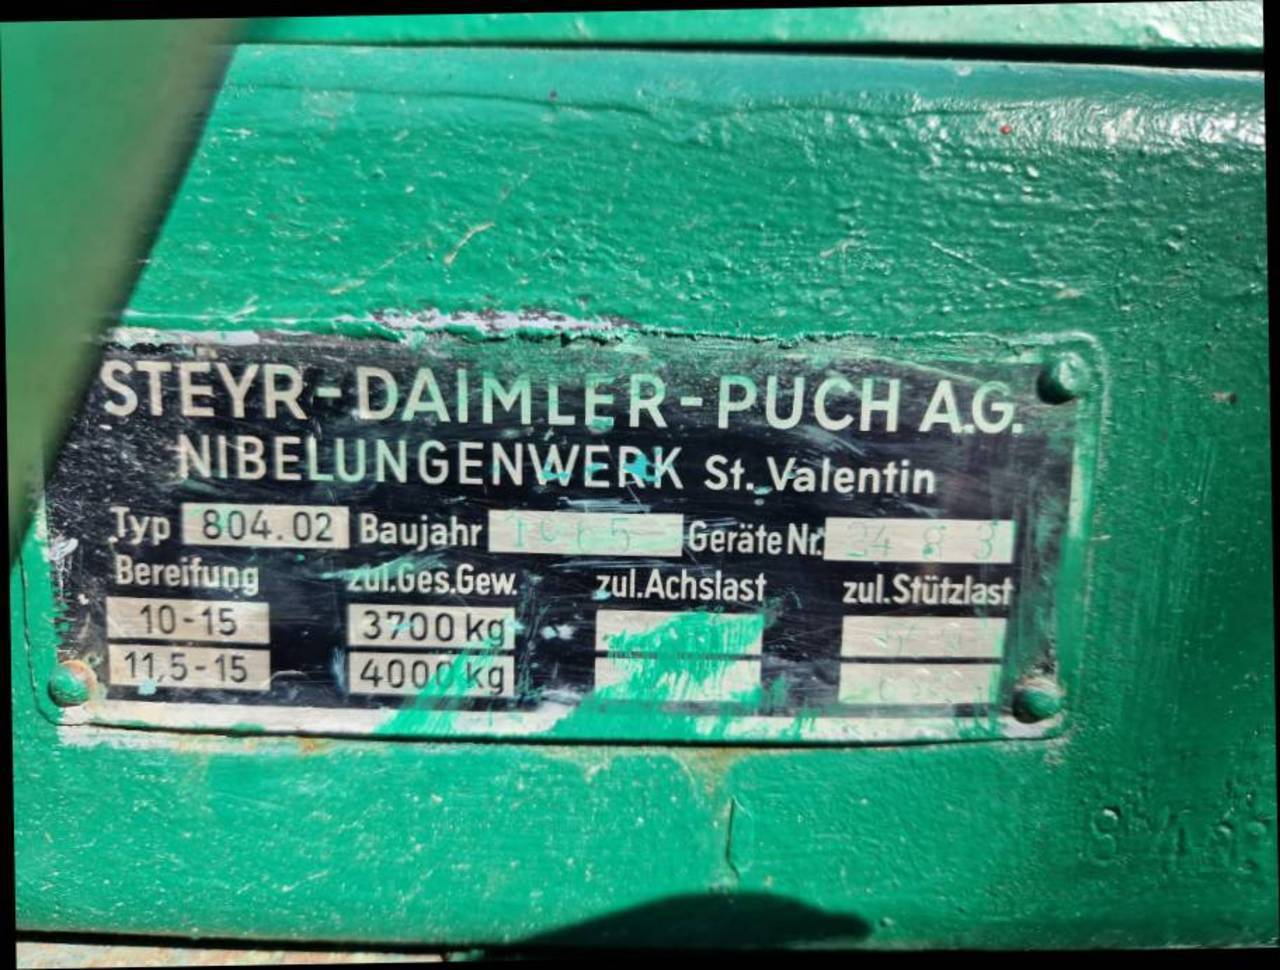 STEYR-DAIMLER-PUCH A.G.
NIBELUNGENWERK St. Valentin
Typ 804.02 Baujahr 1965 Geräte Nr.
Bereifung zul.Ges.Gew. zul.Achslast zul.Stützlast
10-15 3700 kg
11,5-15 4000 kg